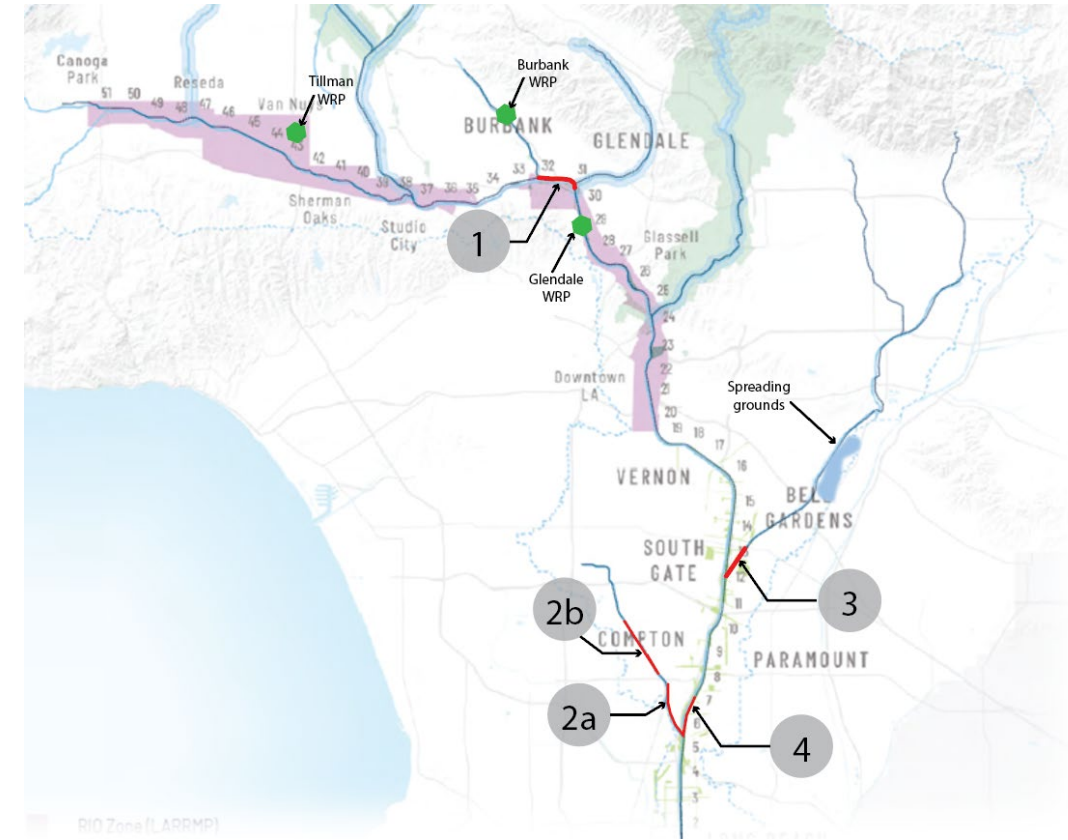 Canoga
Park
Reseda
Van Nuys
Tillman
WRP
Burbank
WRP
BURBANK
GLENDALE
51
50
49
48
47
46
45
44
43
42
41
40
39
38
37
36
35
34
33
32
31
30
29
28
27
26
25
24
23
22
21
20
19
18
17
16
15
14
13
12
11
10
9
8
7
6
5
4
3
2
Sherman
Oaks
Studio
City
1
Glendale
WRP
Glassell
Park
Downtown
LA
Spreading
grounds
VERNON
BELL
GARDENS
SOUTH
GATE
3
2b
COMPTON
PARAMOUNT
2a
4
RIO Zone (LARRMP)
LONG BEACH